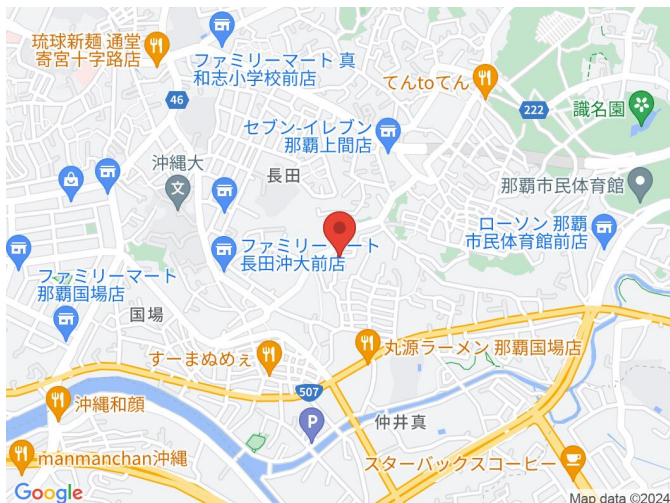 琉球新麺 通堂
寄宮十字路店
ファミリーマート 真
和志小学校前店
てんtoてん
46
222
識名園
セブン-イレブン
那覇上間店
沖縄大
文
長田
那覇市民体育館
ローソン 那覇
市民体育館前店
ファミリーマート
長田沖大前店
ファミリーマート
那覇国場店
国場
すーまぬめぇ
丸源ラーメン 那覇国場店
507
沖縄和顔
P
仲井真
manmanchan沖縄
スターバックスコーヒー
Google
Map data ©2024